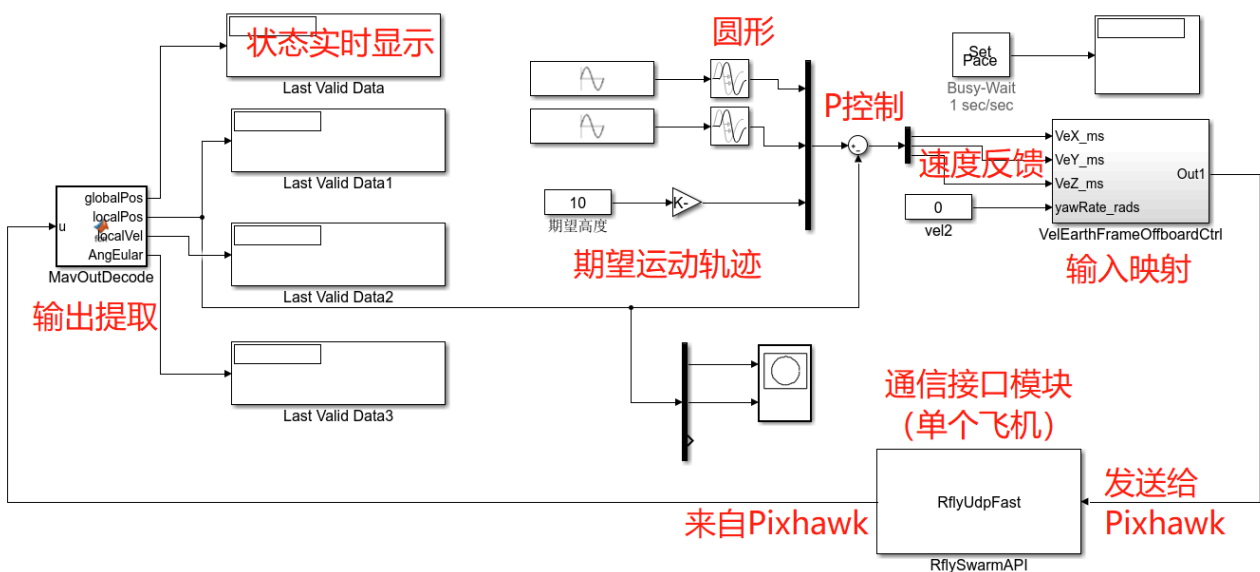 状态实时显示
Last Valid Data
Last Valid Data1
Last Valid Data2
Last Valid Data3
globalPos
localPos
localVel
AngEular
u
MavOutDecode
输出提取
圆形
10
期望高度
K-
期望运动轨迹
P控制
速度反馈
0
vel2
Set
Pace
Busy-Wait
1 sec/sec
VeX_ms
VeY_ms
VeZ_ms
yawRate_rads
Out1
VelEarthFrameOffboardCtrl
输入映射
通信接口模块
（单个飞机）
RflyUdpFast
RflySwarmAPI
来自Pixhawk
发送给
Pixhawk